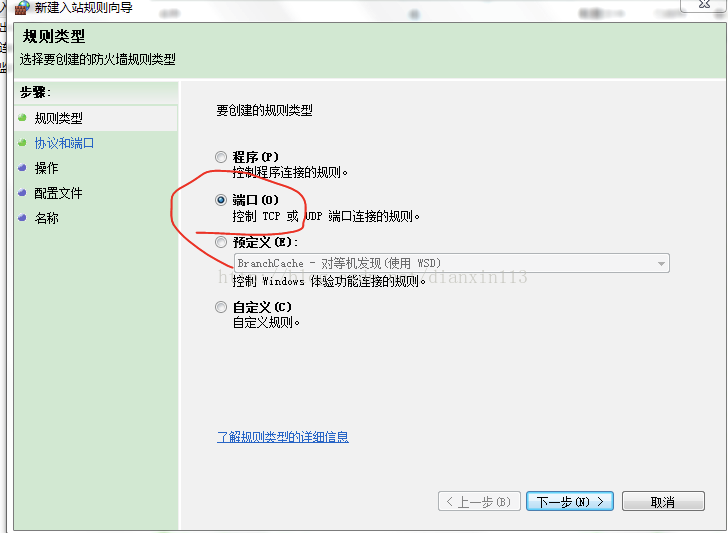 新建入站规则向导
规则类型
选择要创建的防火墙规则类型
步骤:
规则类型
协议和端口
操作
配置文件
名称
要创建的规则类型
程序(P)
控制程序连接的规则。
端口(O)
控制 TCP 或 UDP 端口连接的规则。
预定义(E):
BranchCache - 对等机发现(使用 WSD)
控制 Windows 体验功能连接的规则。
自定义(C)
自定义规则。
了解规则类型的详细信息
< 上一步(B)
下一步(N) >
取消